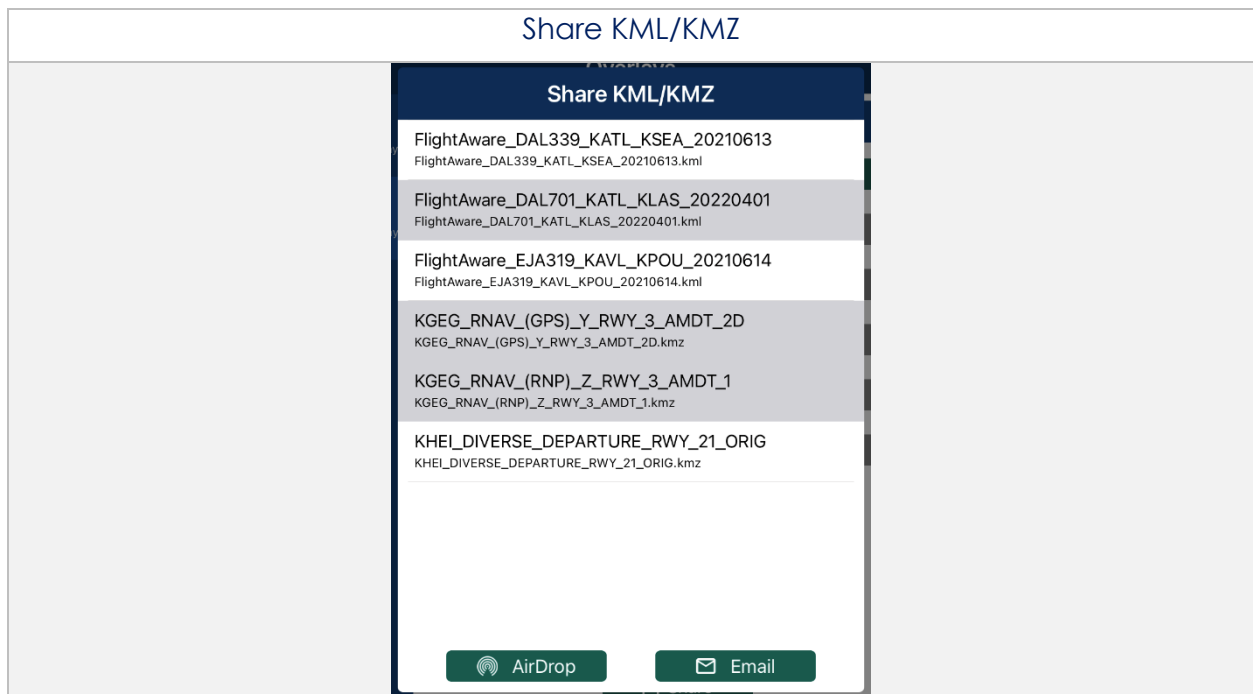 Share KML/KMZ
Overlays
Share KML/KMZ
FlightAware_DAL339_KATL_KSEA_20210613
FlightAware_DAL339_KATL_KSEA_20210613.kml
FlightAware_DAL701_KATL_KLAS_20220401
FlightAware_DAL701_KATL_KLAS_20220401.kml
FlightAware_EJA319_KAVL_KPOU_20210614
FlightAware_EJA319_KAVL_KPOU_20210614.kml
KGEG_RNAV_(GPS)_Y_RWY_3_AMDT_2D
KGEG_RNAV_(GPS)_Y_RWY_3_AMDT_2D.kmz
KGEG_RNAV_(RNP)_Z_RWY_3_AMDT_1
KGEG_RNAV_(RNP)_Z_RWY_3_AMDT_1.kmz
KHEI_DIVERSE_DEPARTURE_RWY_21_ORIG
KHEI_DIVERSE_DEPARTURE_RWY_21_ORIG.kmz
AirDrop Email